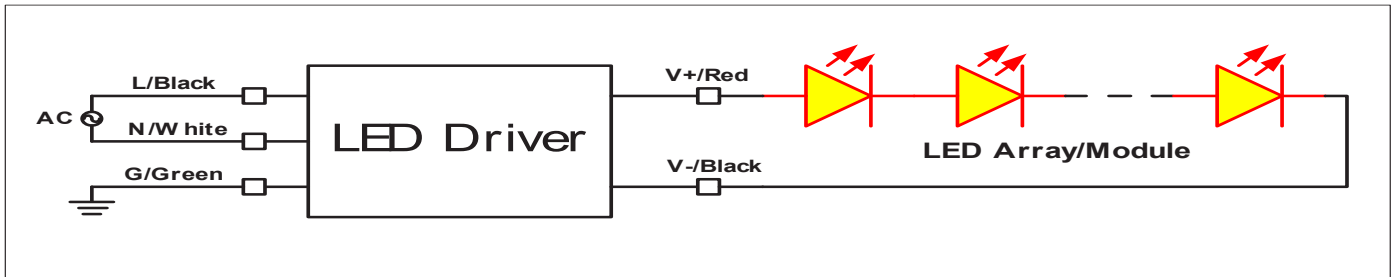 L/Black
V+/Red
AC
N/White
LED Driver
LED Array/Module
G/Green
V-/Black